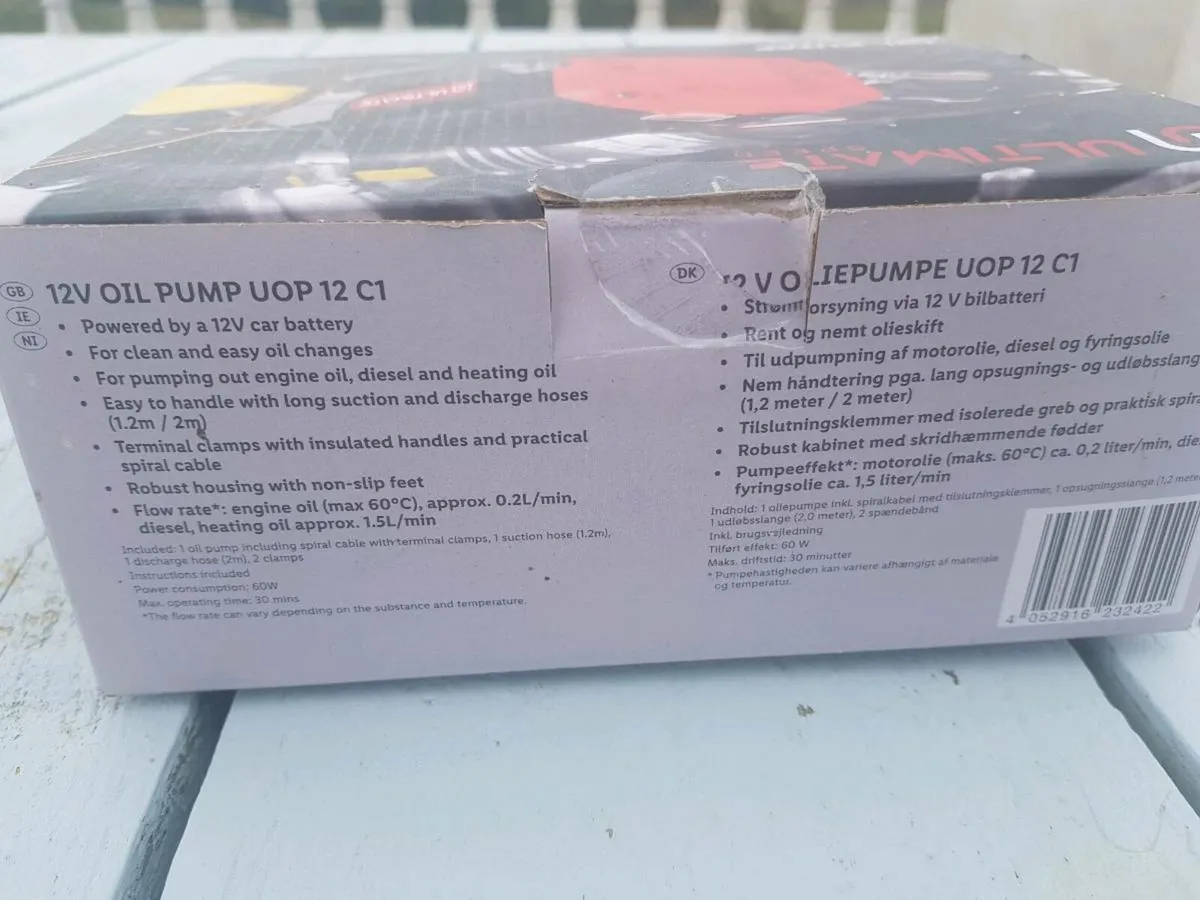 ULTIMATE
GB
IE
NI
12V OIL PUMP UOP 12 C1
• Powered by a 12V car battery
• For clean and easy oil changes
• For pumping out engine oil, diesel and heating oil
• Easy to handle with long suction and discharge hoses
(1.2m / 2m)
• Terminal clamps with insulated handles and practical
spiral cable
• Robust housing with non-slip feet
• Flow rate*: engine oil (max 60°C), approx. 0.2L/min,
diesel, heating oil approx. 1.5L/min
Included: 1 oil pump including spiral cable with terminal clamps, 1 suction hose (1.2m),
1 discharge hose (2m), 2 clamps
Instructions included
Power consumption: 60W
Max. operating time: 30 mins
*The flow rate can vary depending on the substance and temperature.
DK
12 V OLIEPUMPE UOP 12 C1
• Strømforsyning via 12 V bilbatteri
• Rent og nemt olieskift
• Til udpumpning af motorolie, diesel og fyringsolie
• Nem håndtering pga. lang opsugnings- og udløbsslang
(1,2 meter / 2 meter)
• Tilslutningsklemmer med isolerede greb og praktisk spira
• Robust kabinet med skridhæmmende fødder
• Pumpeeffekt*: motorolie (maks. 60°C) ca. 0,2 liter/min, die
fyringsolie ca. 1,5 liter/min
Indhold: 1 oliepumpe inkl. spiralkabel med tilslutningsklemmer, 1 opsugningsslange (1,2 mete
1 udløbsslange (2,0 meter), 2 spændebånd
Inkl. brugsvejledning
Tilført effekt: 60 W
Maks. driftstid: 30 minutter
* Pumpehastigheden kan variere afhængigt af materiale
og temperatur.
4 052916 232422